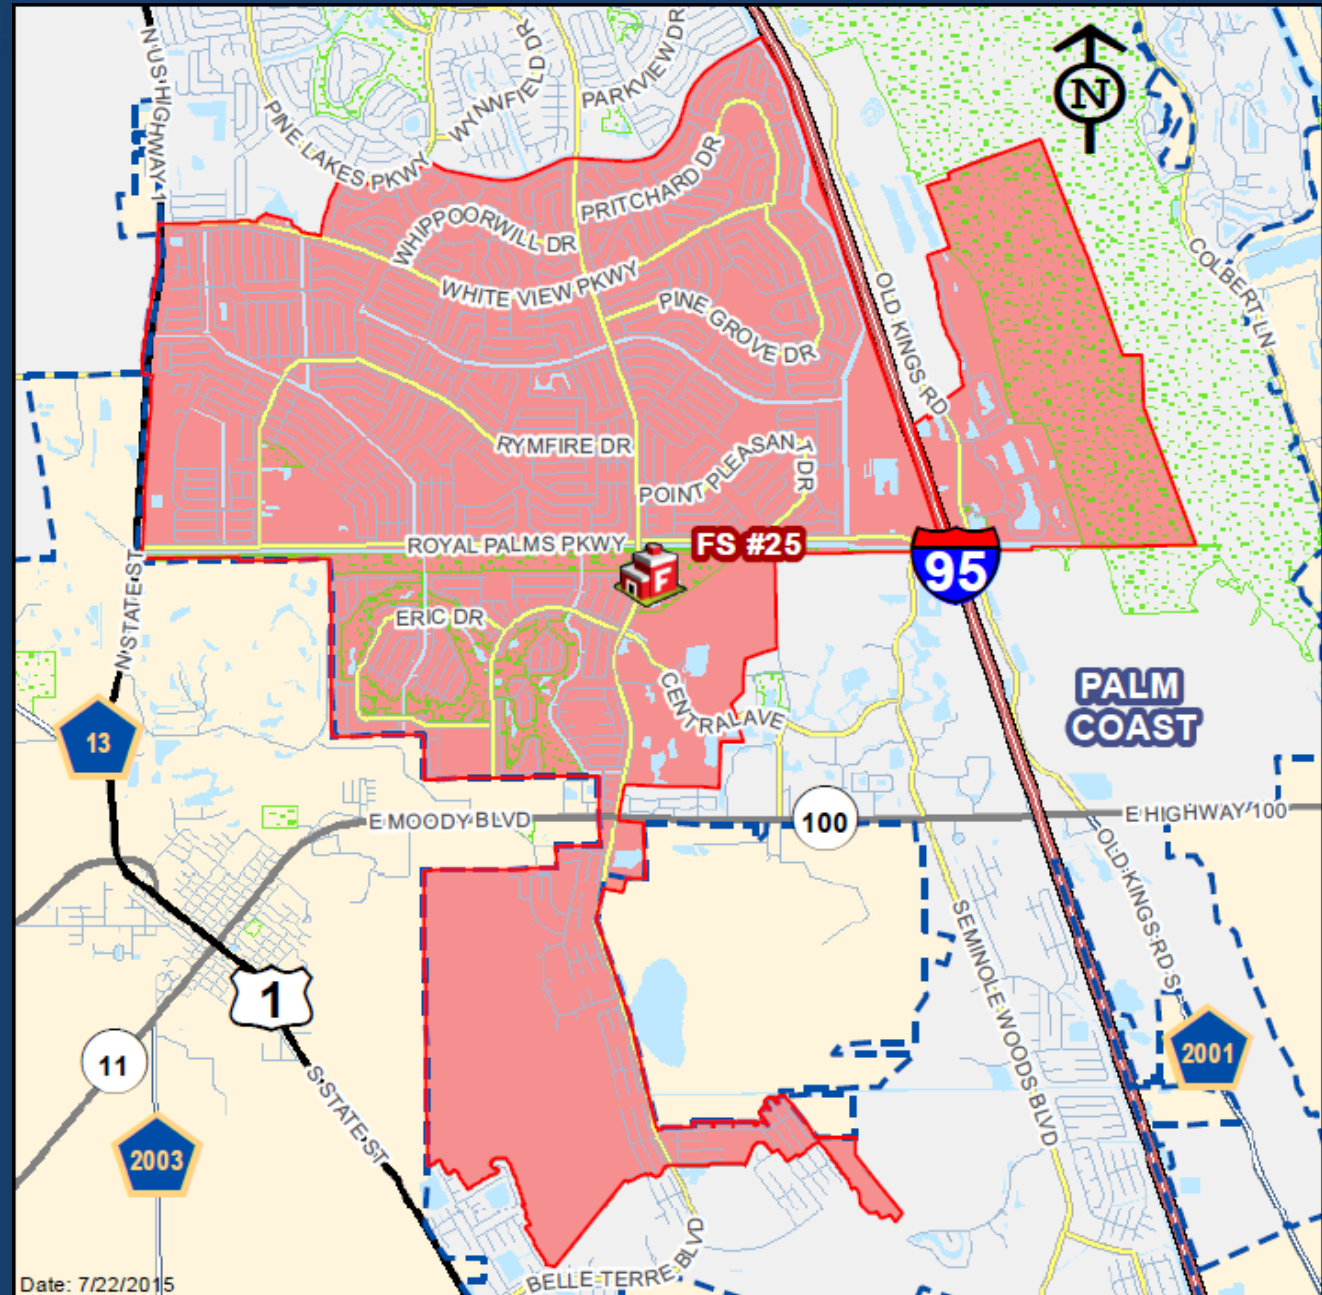 N US HIGHWAY 1
PINE LAKES PKWY
WYNNFIELD DR
PARKVIEW DR
N
WHIPPOORWILL DR
PRITCHARD DR
WHITE VIEW PKWY
PINE GROVE DR
OLD KINGS RD
COLBERT LN
RYMFIRE DR
POINT PLEASANT DR
ROYAL PALMS PKWY
FS #25
F
95
N STATE ST
ERIC DR
CENTRAL AVE
PALM
COAST
13
E MOODY BLVD
100
E HIGHWAY 100
OLD KINGS RD S
SEMINOLE WOODS BLVD
1
11
S STATE ST
2003
2001
BELLE TERRE BLVD
Date: 7/22/2015